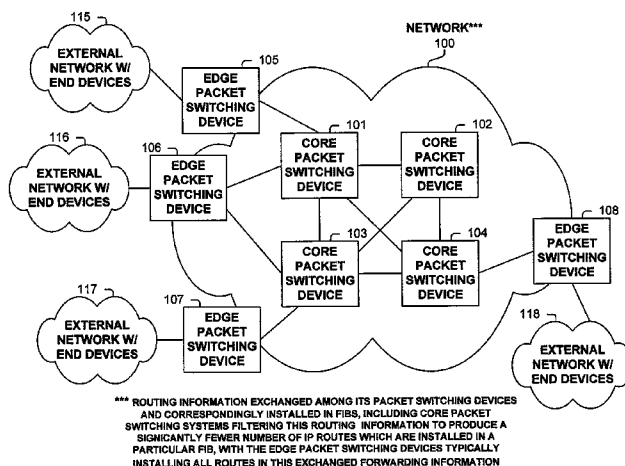 NETWORK***
100
115
EXTERNAL
NETWORK W/
END DEVICES
105
EDGE
PACKET
SWITCHING
DEVICE
101
CORE
PACKET
SWITCHING
DEVICE
102
CORE
PACKET
SWITCHING
DEVICE
116
EXTERNAL
NETWORK W/
END DEVICES
106
EDGE
PACKET
SWITCHING
DEVICE
103
CORE
PACKET
SWITCHING
DEVICE
104
CORE
PACKET
SWITCHING
DEVICE
108
EDGE
PACKET
SWITCHING
DEVICE
117
EXTERNAL
NETWORK W/
END DEVICES
107
EDGE
PACKET
SWITCHING
DEVICE
118
EXTERNAL
NETWORK W/
END DEVICES
*** ROUTING INFORMATION EXCHANGED AMONG ITS PACKET SWITCHING DEVICES
AND CORRESPONDINGLY INSTALLED IN FIBS, INCLUDING CORE PACKET
SWITCHING SYSTEMS FILTERING THIS ROUTING INFORMATION TO PRODUCE A
SIGNICANTLY FEWER NUMBER OF IP ROUTES WHICH ARE INSTALLED IN A
PARTICULAR FIB, WITH THE EDGE PACKET SWITCHING DEVICES TYPICALLY
INSTALLING ALL ROUTES IN THIS EXCHANGED FORWARDING INFORMATION